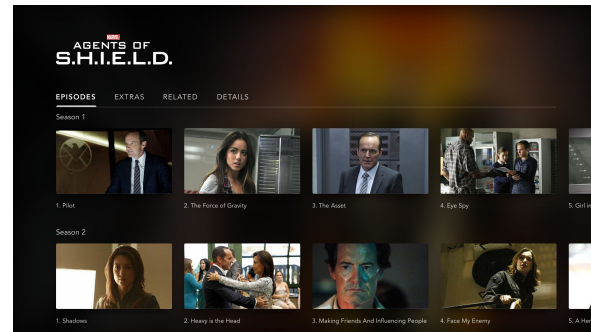 MARVEL
AGENTS OF
S.H.I.E.L.D.
EPISODES EXTRAS RELATED DETAILS
Season 1
1. Pilot 2. The Force of Gravity 3. The Asset 4. Eye Spy 5. Girl in
Season 2
1. Shadows 2. Heavy is the Head 3. Making Friends And Influencing People 4. Face My Enemy 5. A Her